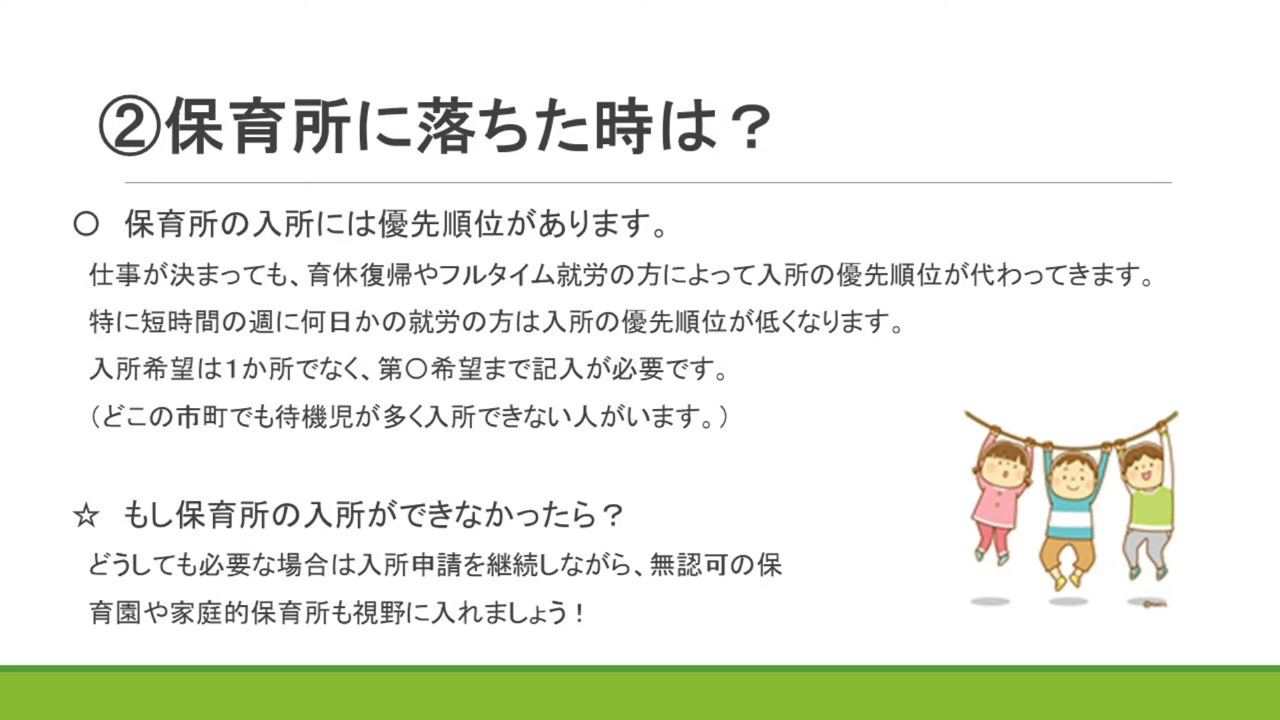 ②保育所に落ちた時は？
○　保育所の入所には優先順位があります。
仕事が決まっても、育休復帰やフルタイム就労の方によって入所の優先順位が代わってきます。
特に短時間の週に何日かの就労の方は入所の優先順位が低くなります。
入所希望は１か所でなく、第○希望まで記入が必要です。
（どこの市町でも待機児が多く入所できない人がいます。）
☆　もし保育所の入所ができなかったら？
どうしても必要な場合は入所申請を継続しながら、無認可の保
育園や家庭的保育所も視野に入れましょう！